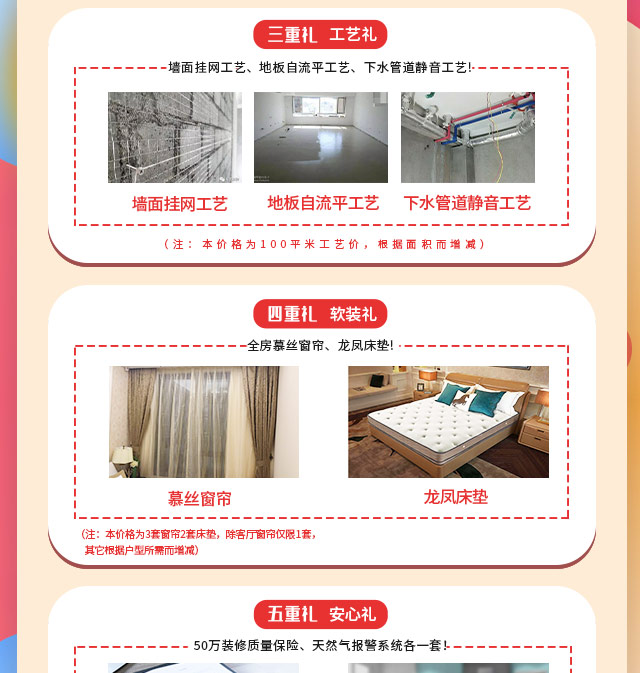 三重礼 工艺礼
墙面挂网工艺、地板自流平工艺、下水管道静音工艺!
墙面挂网工艺 地板自流平工艺 下水管道静音工艺
(注: 本价格为100平米工艺价, 根据面积而增减)
四重礼 软装礼
全房慕丝窗帘、龙凤床垫!
慕丝窗帘 龙凤床垫
(注: 本价格为3套窗帘2套床垫, 除客厅窗帘仅限1套,
其它根据户型所需而增减)
五重礼 安心礼
50万装修质量保险、天然气报警系统各一套!